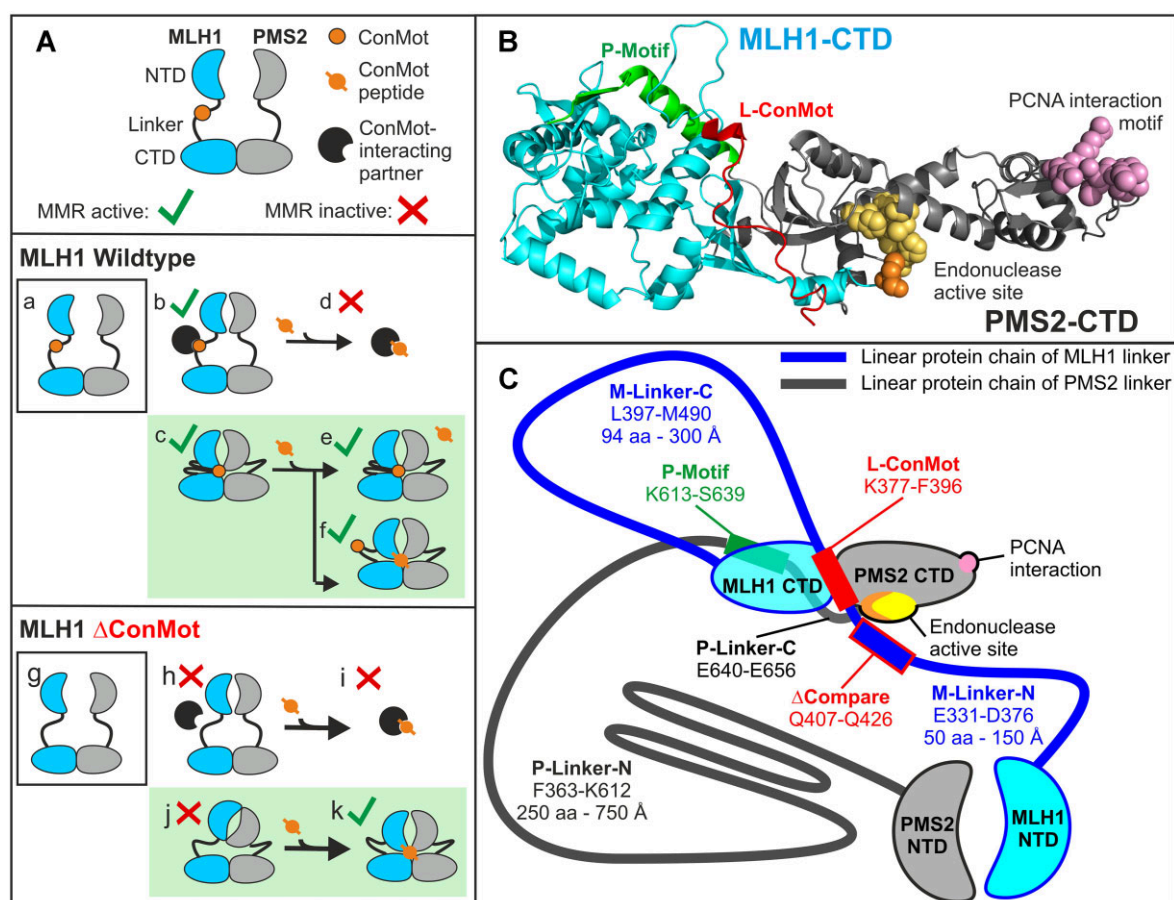 A
MLH1 PMS2
NTD
Linker
CTD
ConMot
ConMot
peptide
ConMot-
interacting
partner
MMR active:
MMR inactive:
MLH1 Wildtype
a
b
d
c
e
f
MLH1 ΔConMot
g
h
i
j
k
B
MLH1-CTD
P-Motif
L-ConMot
PCNA interaction
motif
Endonuclease
active site
PMS2-CTD
C
Linear protein chain of MLH1 linker
Linear protein chain of PMS2 linker
M-Linker-C
L397-M490
94 aa - 300 Å
P-Motif
K613-S639
L-ConMot
K377-F396
MLH1 CTD
PMS2 CTD
PCNA
interaction
P-Linker-C
E640-E656
Endonuclease
active site
ΔCompare
Q407-Q426
M-Linker-N
E331-D376
50 aa - 150 Å
P-Linker-N
F363-K612
250 aa - 750 Å
PMS2
NTD
MLH1
NTD